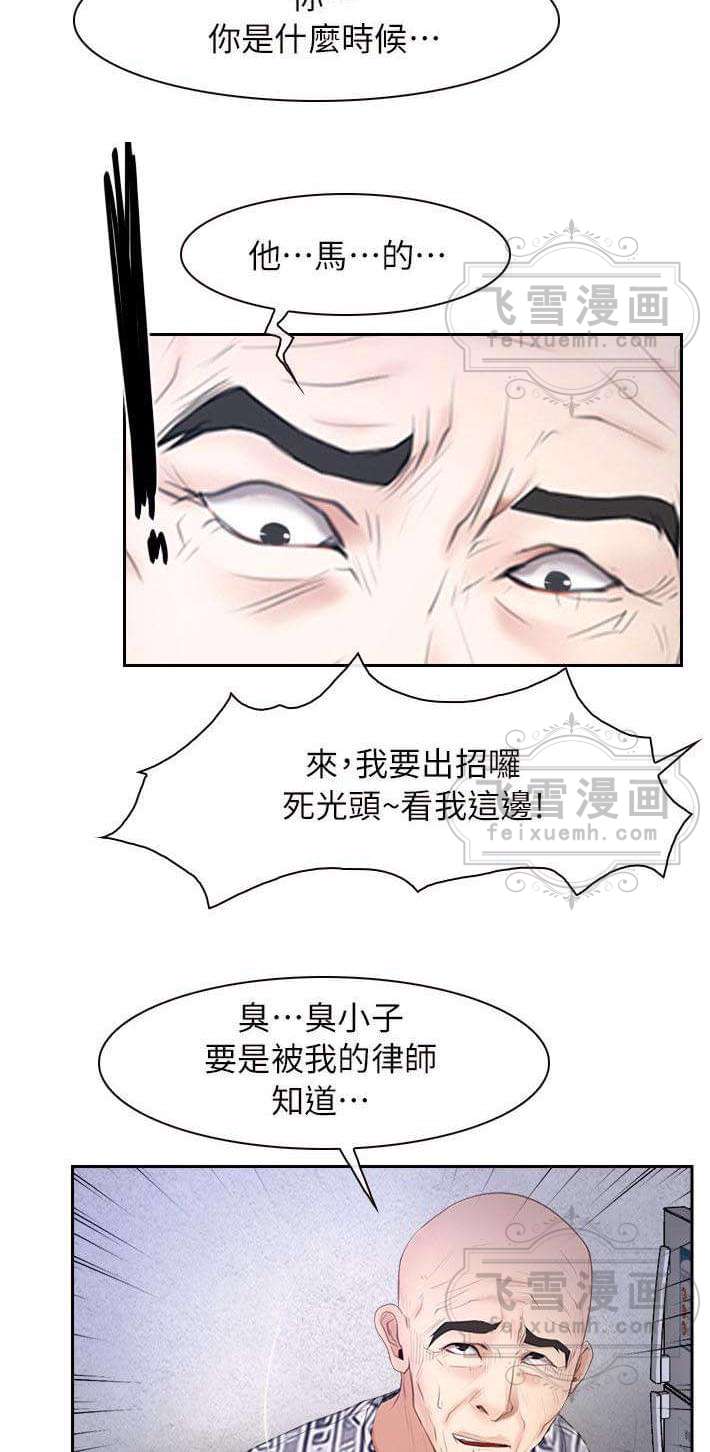 你是什麼時候…
他…馬…的…
飞雪漫画
feixuemh.com
來，我要出招囉
死光頭~看我這邊!
飞雪漫画
feixuemh.com
臭…臭小子
要是被我的律師
知道…
飞雪漫画
feixuemh.com